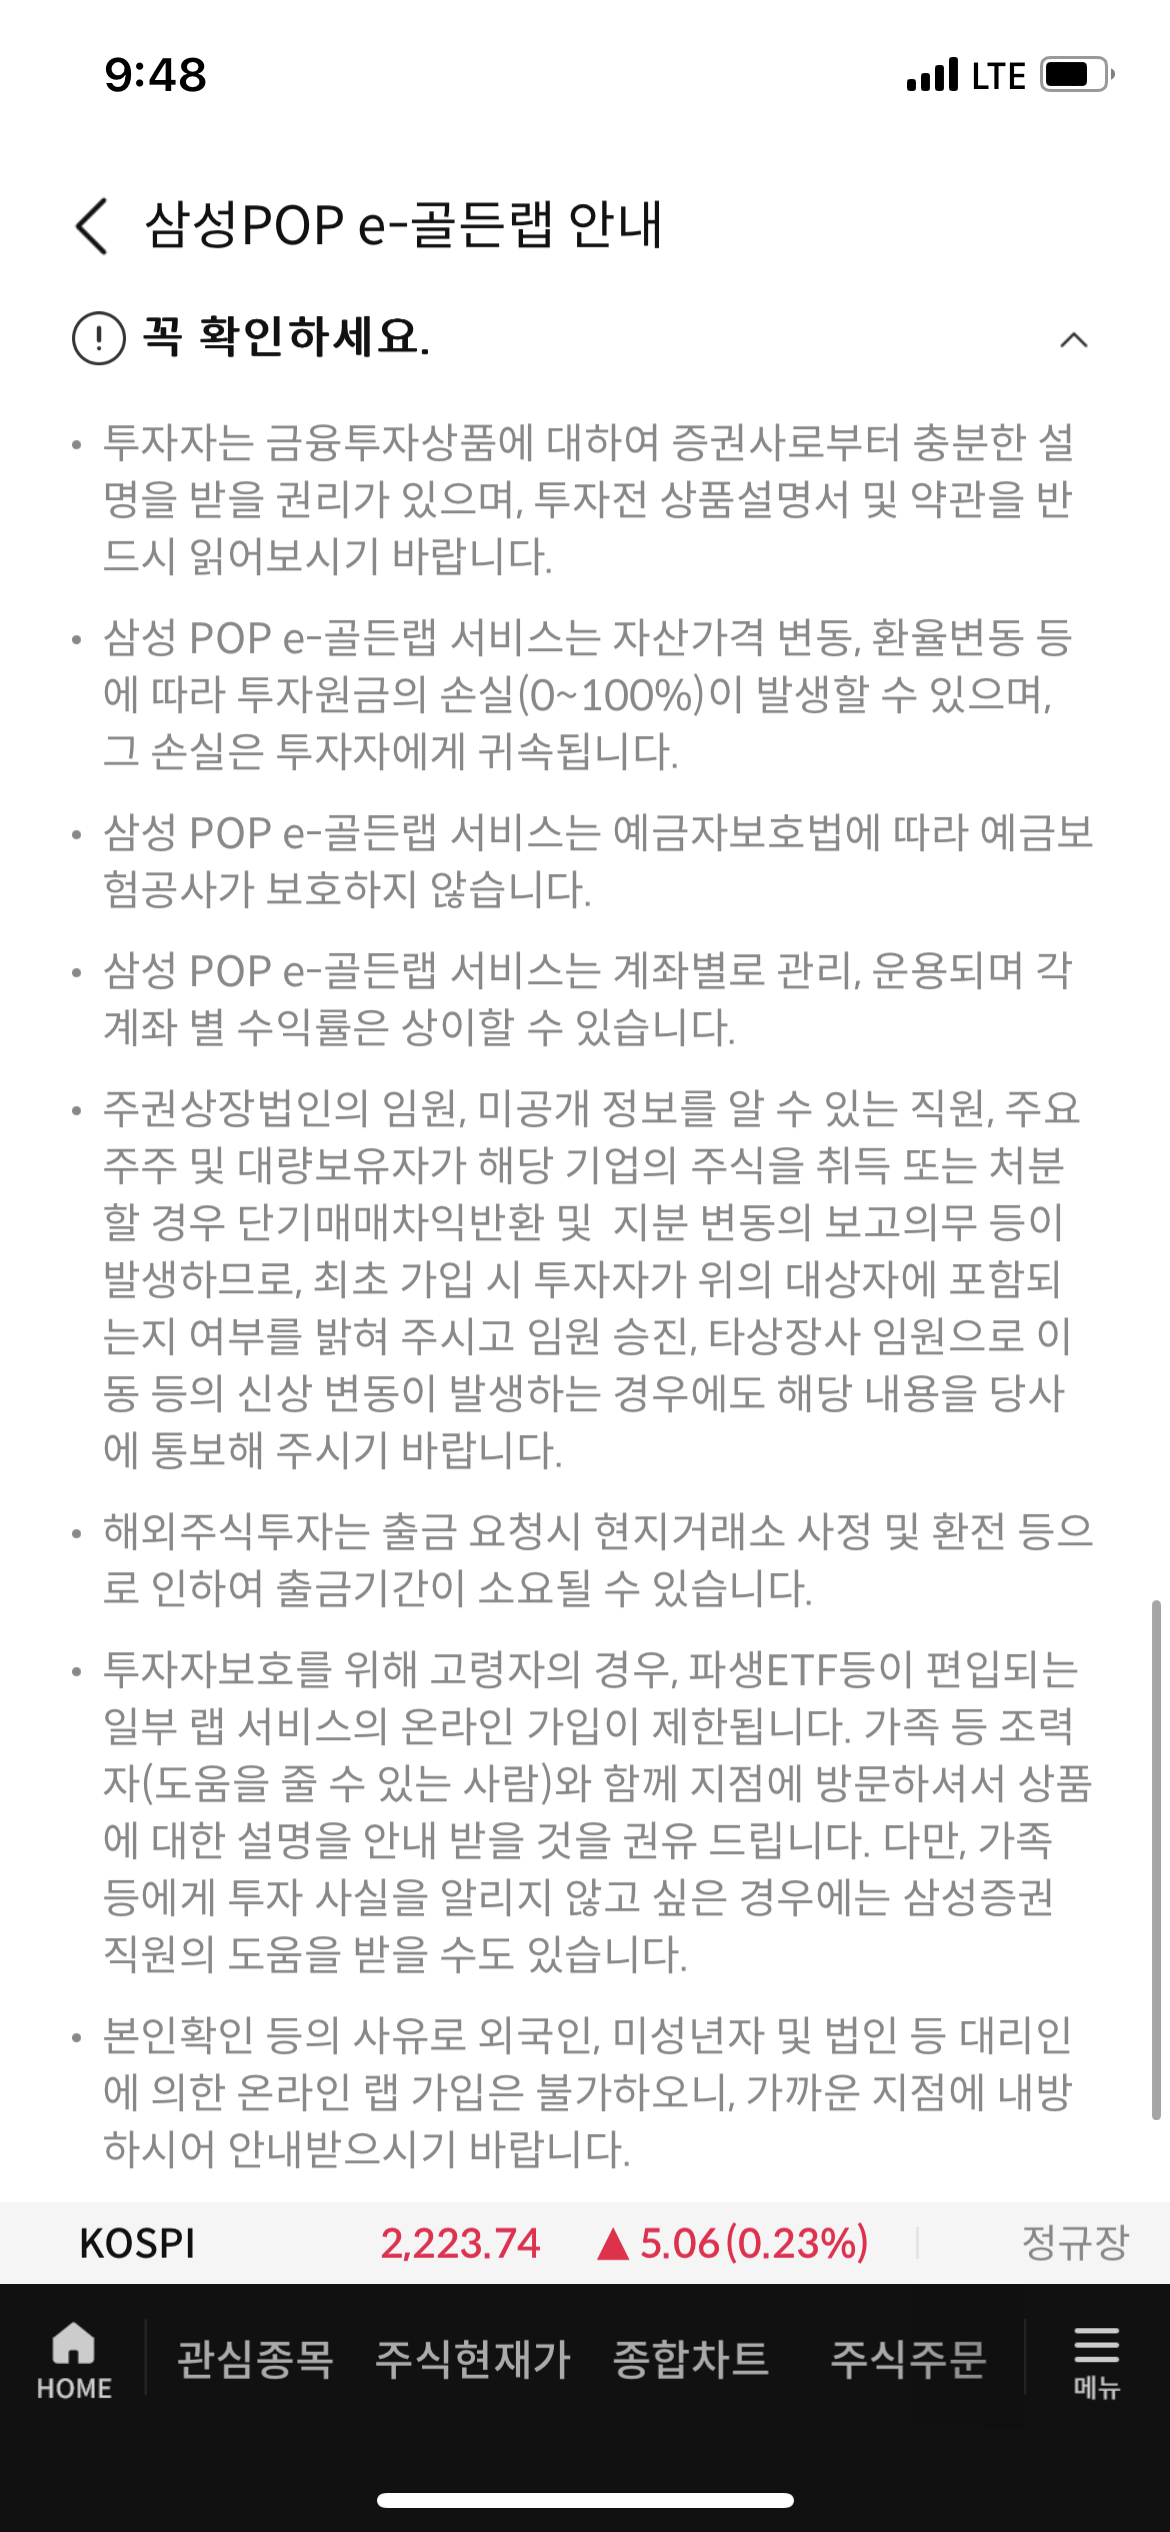 9:48
LTE
삼성POP e-골든랩 안내
! 꼭 확인하세요.
• 투자자는 금융투자상품에 대하여 증권사로부터 충분한 설
명을 받을 권리가 있으며, 투자전 상품설명서 및 약관을 반
드시 읽어보시기 바랍니다.
• 삼성 POP e-골든랩 서비스는 자산가격 변동, 환율변동 등
에 따라 투자원금의 손실(0~100%)이 발생할 수 있으며,
그 손실은 투자자에게 귀속됩니다.
• 삼성 POP e-골든랩 서비스는 예금자보호법에 따라 예금보
험공사가 보호하지 않습니다.
• 삼성 POP e-골든랩 서비스는 계좌별로 관리, 운용되며 각
계좌 별 수익률은 상이할 수 있습니다.
• 주권상장법인의 임원, 미공개 정보를 알 수 있는 직원, 주요
주주 및 대량보유자가 해당 기업의 주식을 취득 또는 처분
할 경우 단기매매차익반환 및  지분 변동의 보고의무 등이
발생하므로, 최초 가입 시 투자자가 위의 대상자에 포함되
는지 여부를 밝혀 주시고 임원 승진, 타상장사 임원으로 이
동 등의 신상 변동이 발생하는 경우에도 해당 내용을 당사
에 통보해 주시기 바랍니다.
• 해외주식투자는 출금 요청시 현지거래소 사정 및 환전 등으
로 인하여 출금기간이 소요될 수 있습니다.
• 투자자보호를 위해 고령자의 경우, 파생ETF등이 편입되는
일부 랩 서비스의 온라인 가입이 제한됩니다. 가족 등 조력
자(도움을 줄 수 있는 사람)와 함께 지점에 방문하셔서 상품
에 대한 설명을 안내 받을 것을 권유 드립니다. 다만, 가족
등에게 투자 사실을 알리지 않고 싶은 경우에는 삼성증권
직원의 도움을 받을 수도 있습니다.
• 본인확인 등의 사유로 외국인, 미성년자 및 법인 등 대리인
에 의한 온라인 랩 가입은 불가하오니, 가까운 지점에 내방
하시어 안내받으시기 바랍니다.
KOSPI 2,223.74 ▲ 5.06(0.23%) 정규장
HOME 관심종목 주식현재가 종합차트 주식주문 메뉴